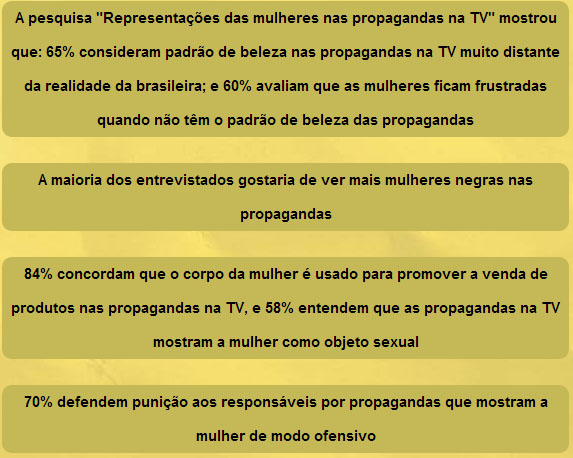 A pesquisa "Representações das mulheres nas propagandas na TV" mostrou
que: 65% consideram padrão de beleza nas propagandas na TV muito distante
da realidade da brasileira; e 60% avaliam que as mulheres ficam frustradas
quando não têm o padrão de beleza das propagandas
A maioria dos entrevistados gostaria de ver mais mulheres negras nas
propagandas
84% concordam que o corpo da mulher é usado para promover a venda de
produtos nas propagandas na TV, e 58% entendem que as propagandas na TV
mostram a mulher como objeto sexual
70% defendem punição aos responsáveis por propagandas que mostram a
mulher de modo ofensivo